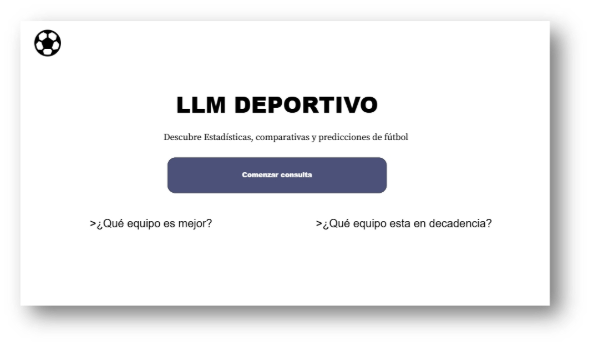 LLM DEPORTIVO
Descubre Estadísticas, comparativas y predicciones de fútbol
Comenzar consulta
>¿Qué equipo es mejor?
>¿Qué equipo esta en decadencia?